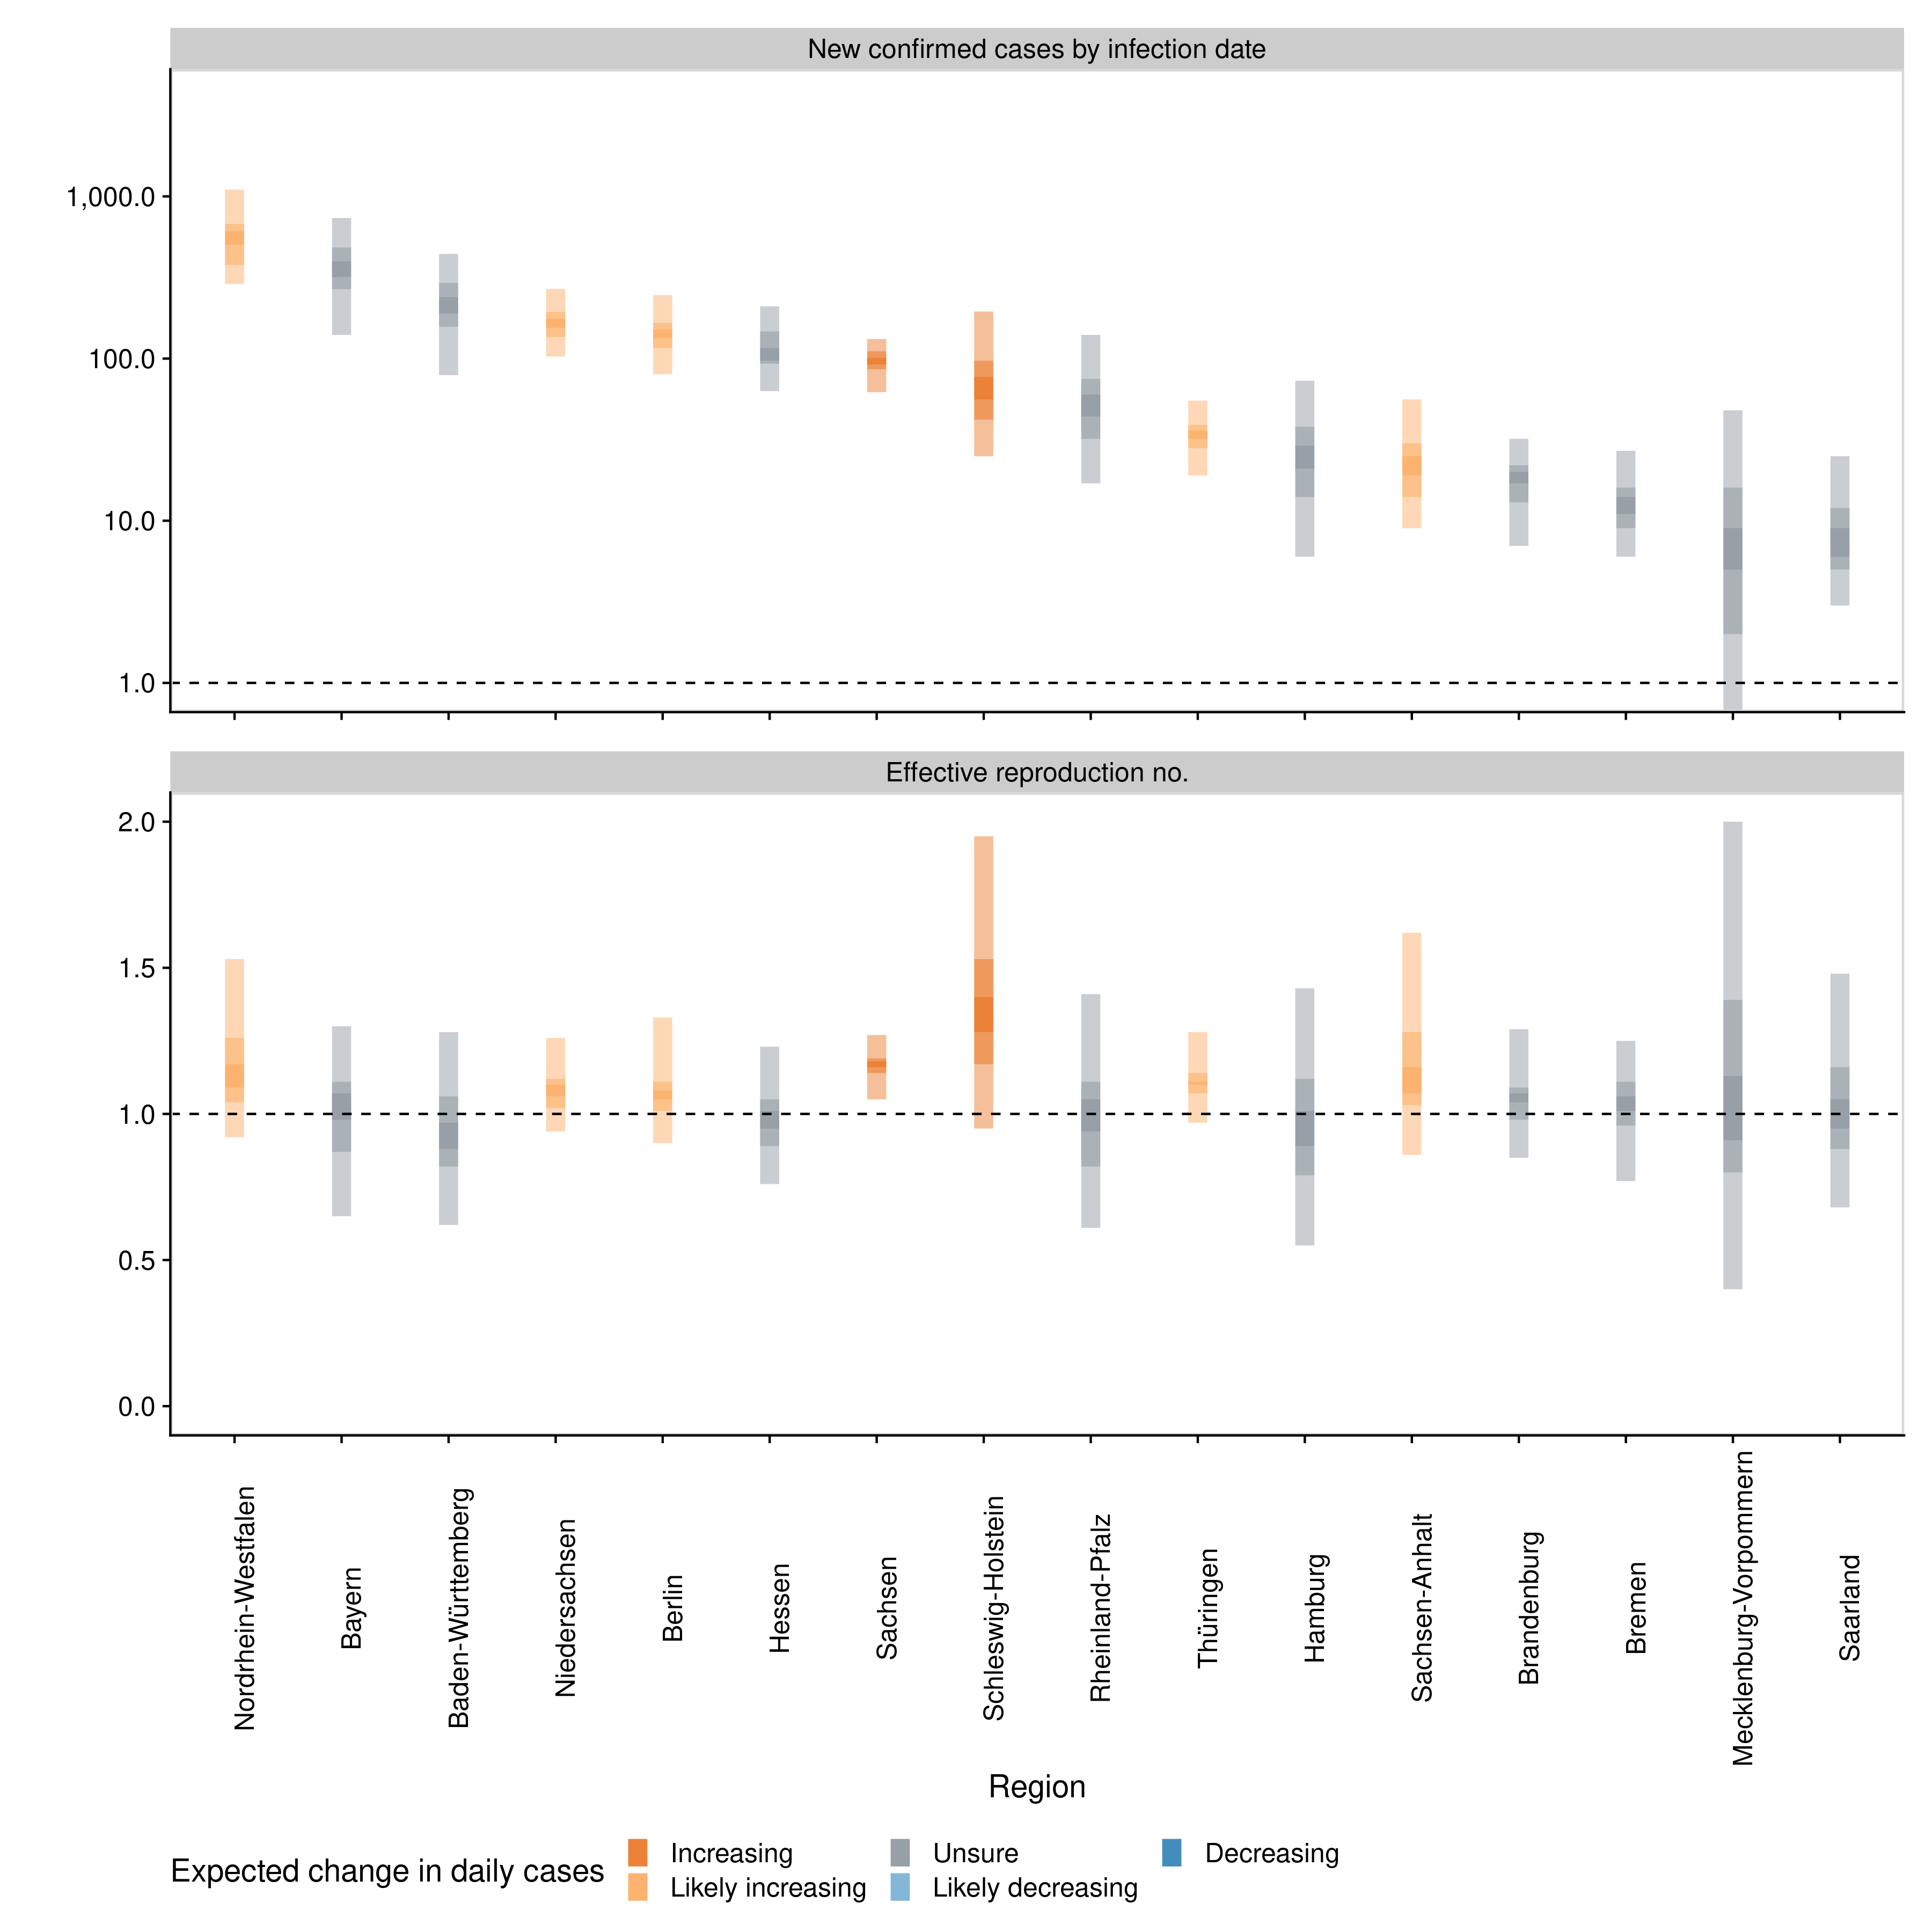 New confirmed cases by infection date
1,000.0
100.0
10.0
1.0
Effective reproduction no.
2.0
1.5
1.0
0.5
0.0
Nordrhein-Westfalen
Bayern
Baden-Württemberg
Niedersachsen
Berlin
Hessen
Sachsen
Schleswig-Holstein
Rheinland-Pfalz
Thüringen
Hamburg
Sachsen-Anhalt
Brandenburg
Bremen
Mecklenburg-Vorpommern
Saarland
Region
Expected change in daily cases
Increasing
Unsure
Decreasing
Likely increasing
Likely decreasing